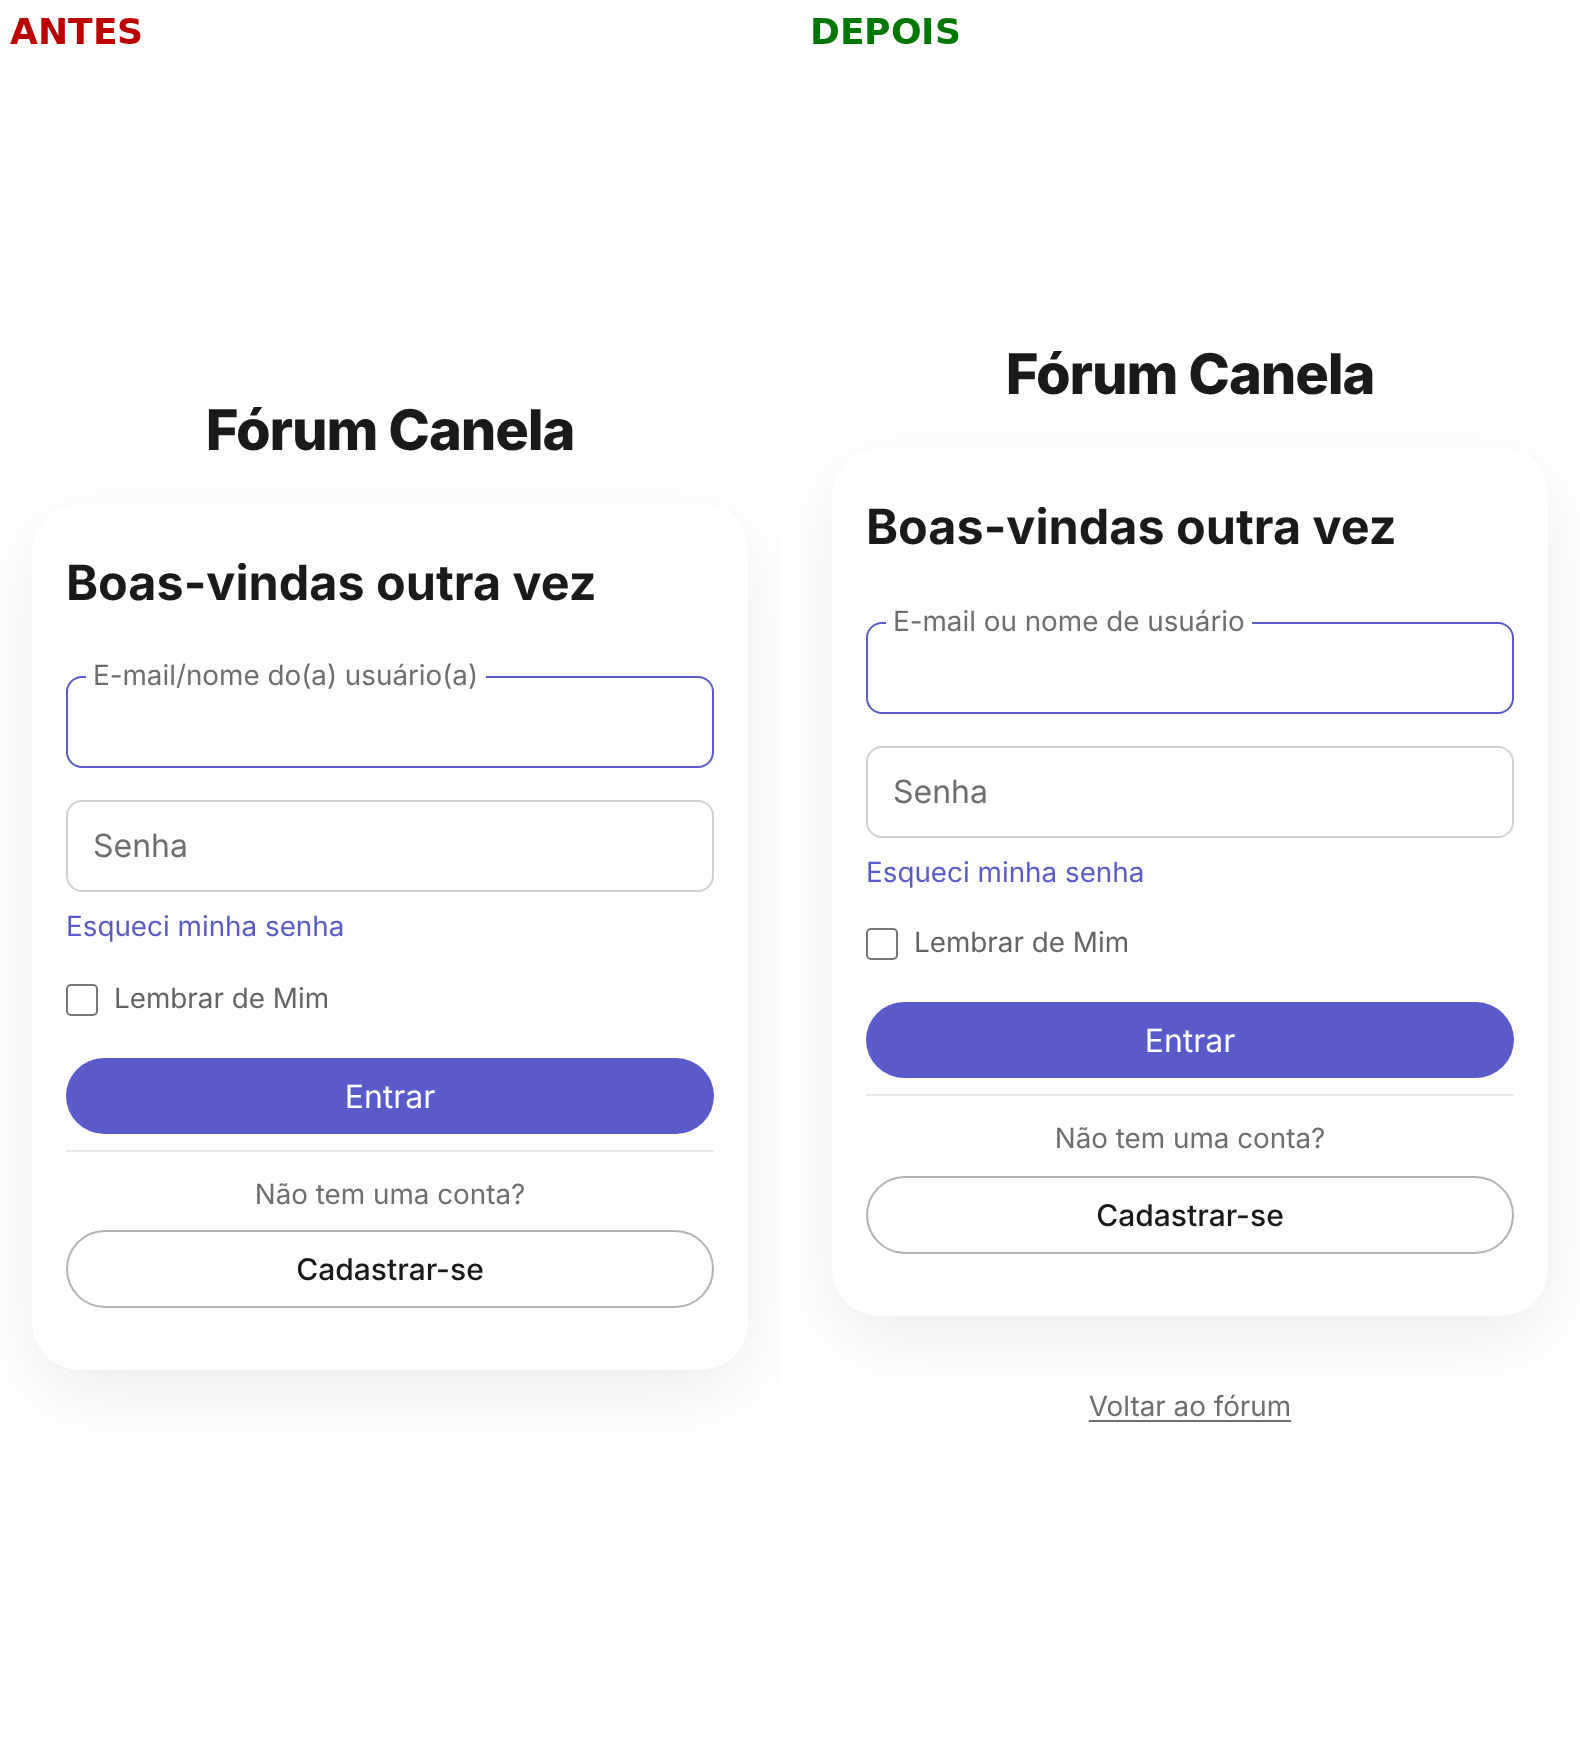 ANTES
Fórum Canela
Boas-vindas outra vez
E-mail/nome do(a) usuário(a)
Senha
Esqueci minha senha
Lembrar de Mim
Entrar
Não tem uma conta?
Cadastrar-se
DEPOIS
Fórum Canela
Boas-vindas outra vez
E-mail ou nome de usuário
Senha
Esqueci minha senha
Lembrar de Mim
Entrar
Não tem uma conta?
Cadastrar-se
Voltar ao fórum